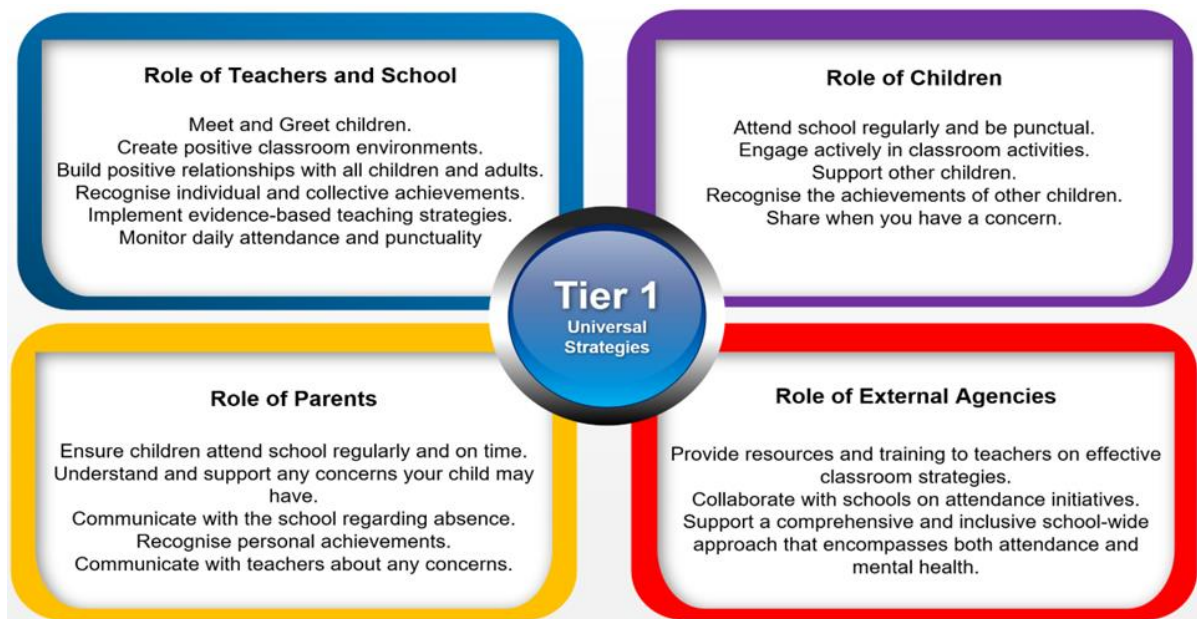 Role of Teachers and School
Meet and Greet children.
Create positive classroom environments.
Build positive relationships with all children and adults.
Recognise individual and collective achievements.
Implement evidence-based teaching strategies.
Monitor daily attendance and punctuality
Role of Children
Attend school regularly and be punctual.
Engage actively in classroom activities.
Support other children.
Recognise the achievements of other children.
Share when you have a concern.
Tier 1
Universal
Strategies
Role of Parents
Ensure children attend school regularly and on time.
Understand and support any concerns your child may
have.
Communicate with the school regarding absence.
Recognise personal achievements.
Communicate with teachers about any concerns.
Role of External Agencies
Provide resources and training to teachers on effective
classroom strategies.
Collaborate with schools on attendance initiatives.
Support a comprehensive and inclusive school-wide
approach that encompasses both attendance and
mental health.